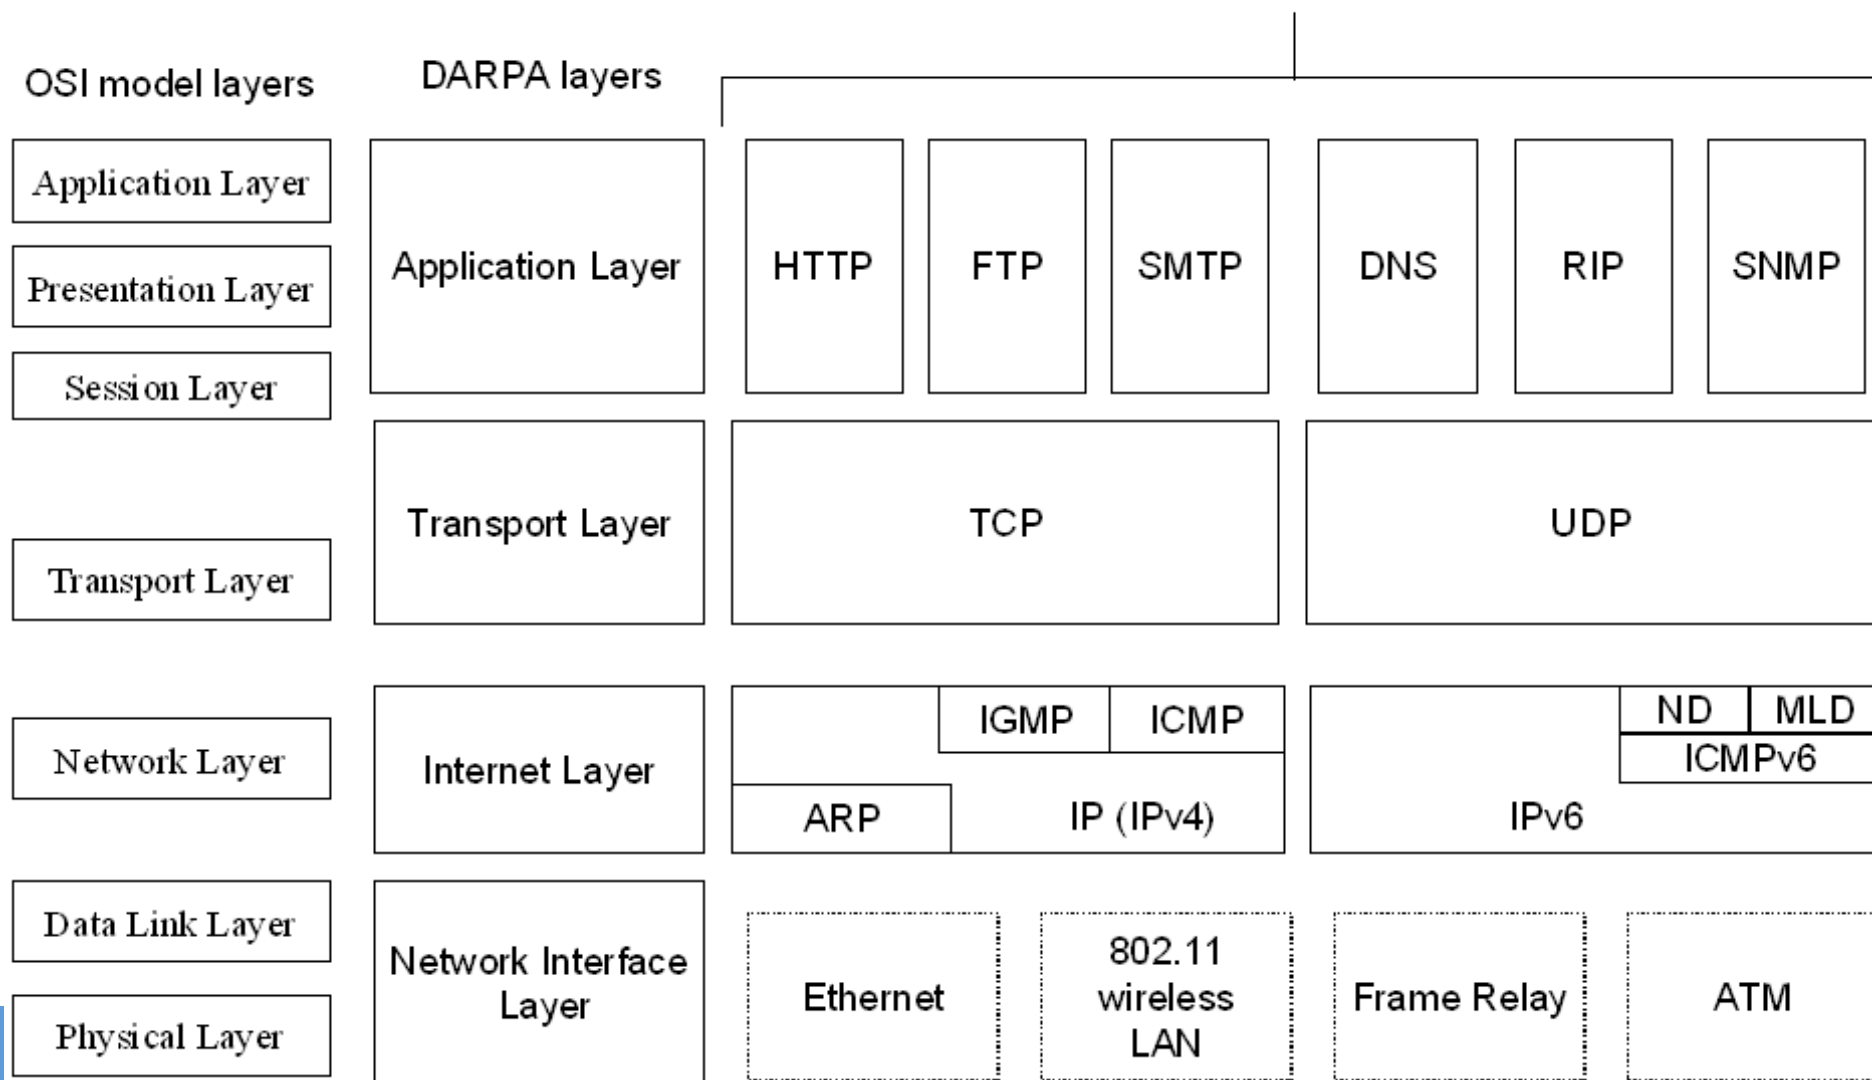 OSI model layers
DARPA layers
Application Layer
Presentation Layer
Session Layer
Transport Layer
Network Layer
Data Link Layer
Physical Layer
Application Layer
Transport Layer
Internet Layer
Network Interface
Layer
HTTP
FTP
SMTP
DNS
RIP
SNMP
TCP
UDP
IGMP
ICMP
ARP
IP (IPv4)
ND
MLD
ICMPv6
IPv6
Ethernet
802.11
wireless
LAN
Frame Relay
ATM